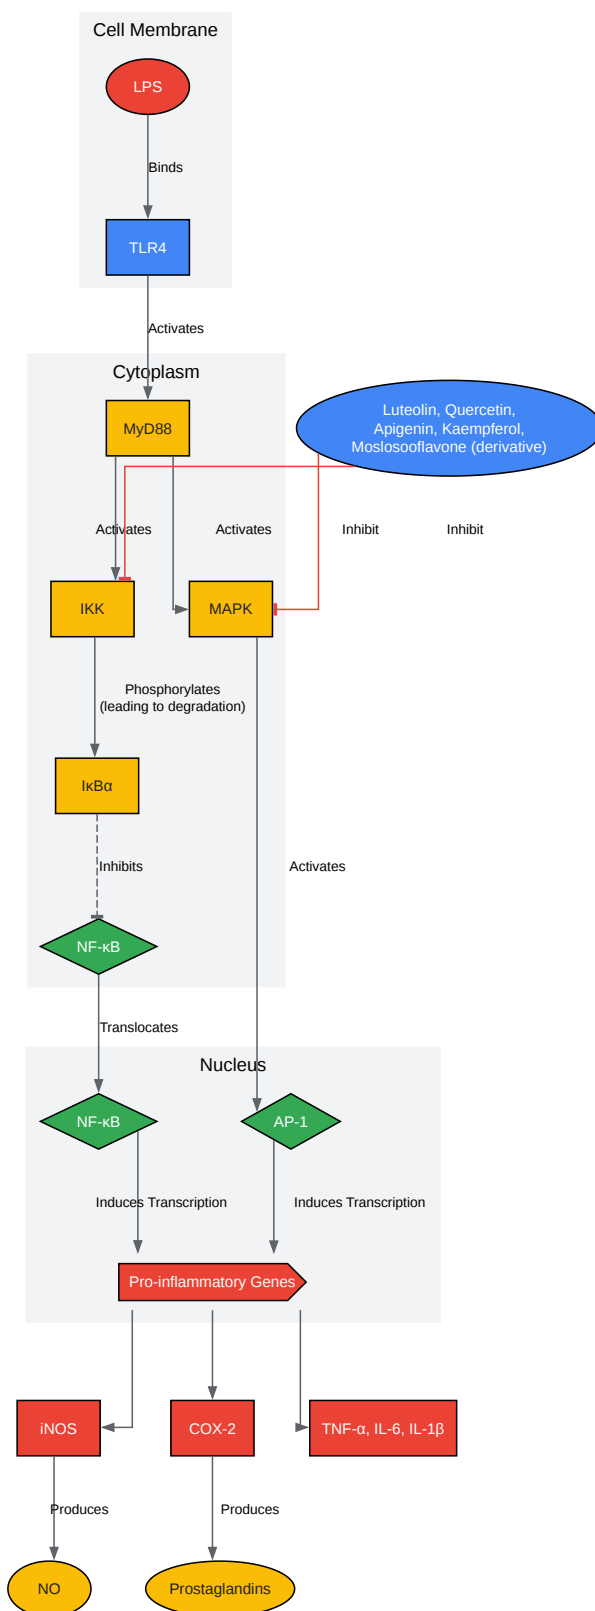 Cell Membrane
LPS
Binds
TLR4
Activates
Cytoplasm
MyD88
Luteolin, Quercetin,
Apigenin, Kaempferol,
Moslosooflavone (derivative)
Activates
Activates
Inhibit
Inhibit
IKK
MAPK
Phosphorylates
(leading to degradation)
IκBα
Inhibits
Activates
NF-κB
Translocates
Nucleus
NF-κB
AP-1
Induces Transcription
Induces Transcription
Pro-inflammatory Genes
iNOS
COX-2
TNF-α, IL-6, IL-1β
Produces
Produces
NO
Prostaglandins